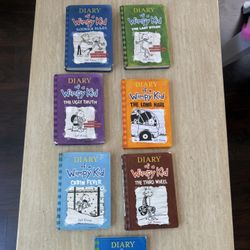 DIARY
of a
Wimpy Kid
RODRICK RULES
DIARY
of a
Wimpy Kid
THE LAST STRAW
DIARY
of a
Wimpy Kid
THE UGLY TRUTH
DIARY
of a
Wimpy Kid
THE LONG HAUL
DIARY
of a
Wimpy Kid
CABIN FEVER
DIARY
of a
Wimpy Kid
THE THIRD WHEEL
DIARY